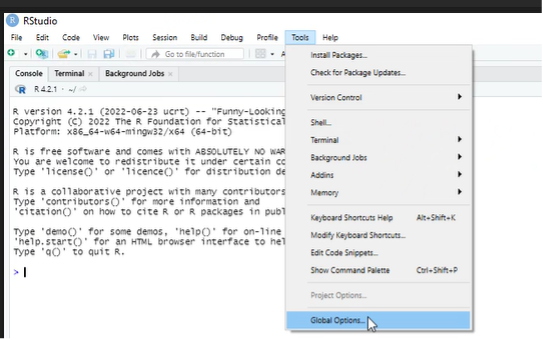 RStudio
File Edit Code View Plots Session Build Debug Profile Tools Help
Go to file/function
Console Terminal Background Jobs
R 4.2.1 · ~/
R version 4.2.1 (2022-06-23 ucrt) -- "Funny-Looking
Copyright (C) 2022 The R Foundation for Statistical
Platform: x86_64-w64-mingw32/x64 (64-bit)
R is free software and comes with ABSOLUTELY NO WAR
You are welcome to redistribute it under certain co
Type 'license()' or 'licence()' for distribution de
R is a collaborative project with many contributors
Type 'contributors()' for more information and
'citation()' on how to cite R or R packages in publ
Type 'demo()' for some demos, 'help()' for on-line
'help.start()' for an HTML browser interface to hel
Type 'q()' to quit R.
>
Install Packages...
Check for Package Updates...
Version Control
Shell...
Terminal
Background Jobs
Addins
Memory
Keyboard Shortcuts Help Alt+Shift+K
Modify Keyboard Shortcuts...
Edit Code Snippets...
Show Command Palette Ctrl+Shift+P
Project Options...
Global Options...